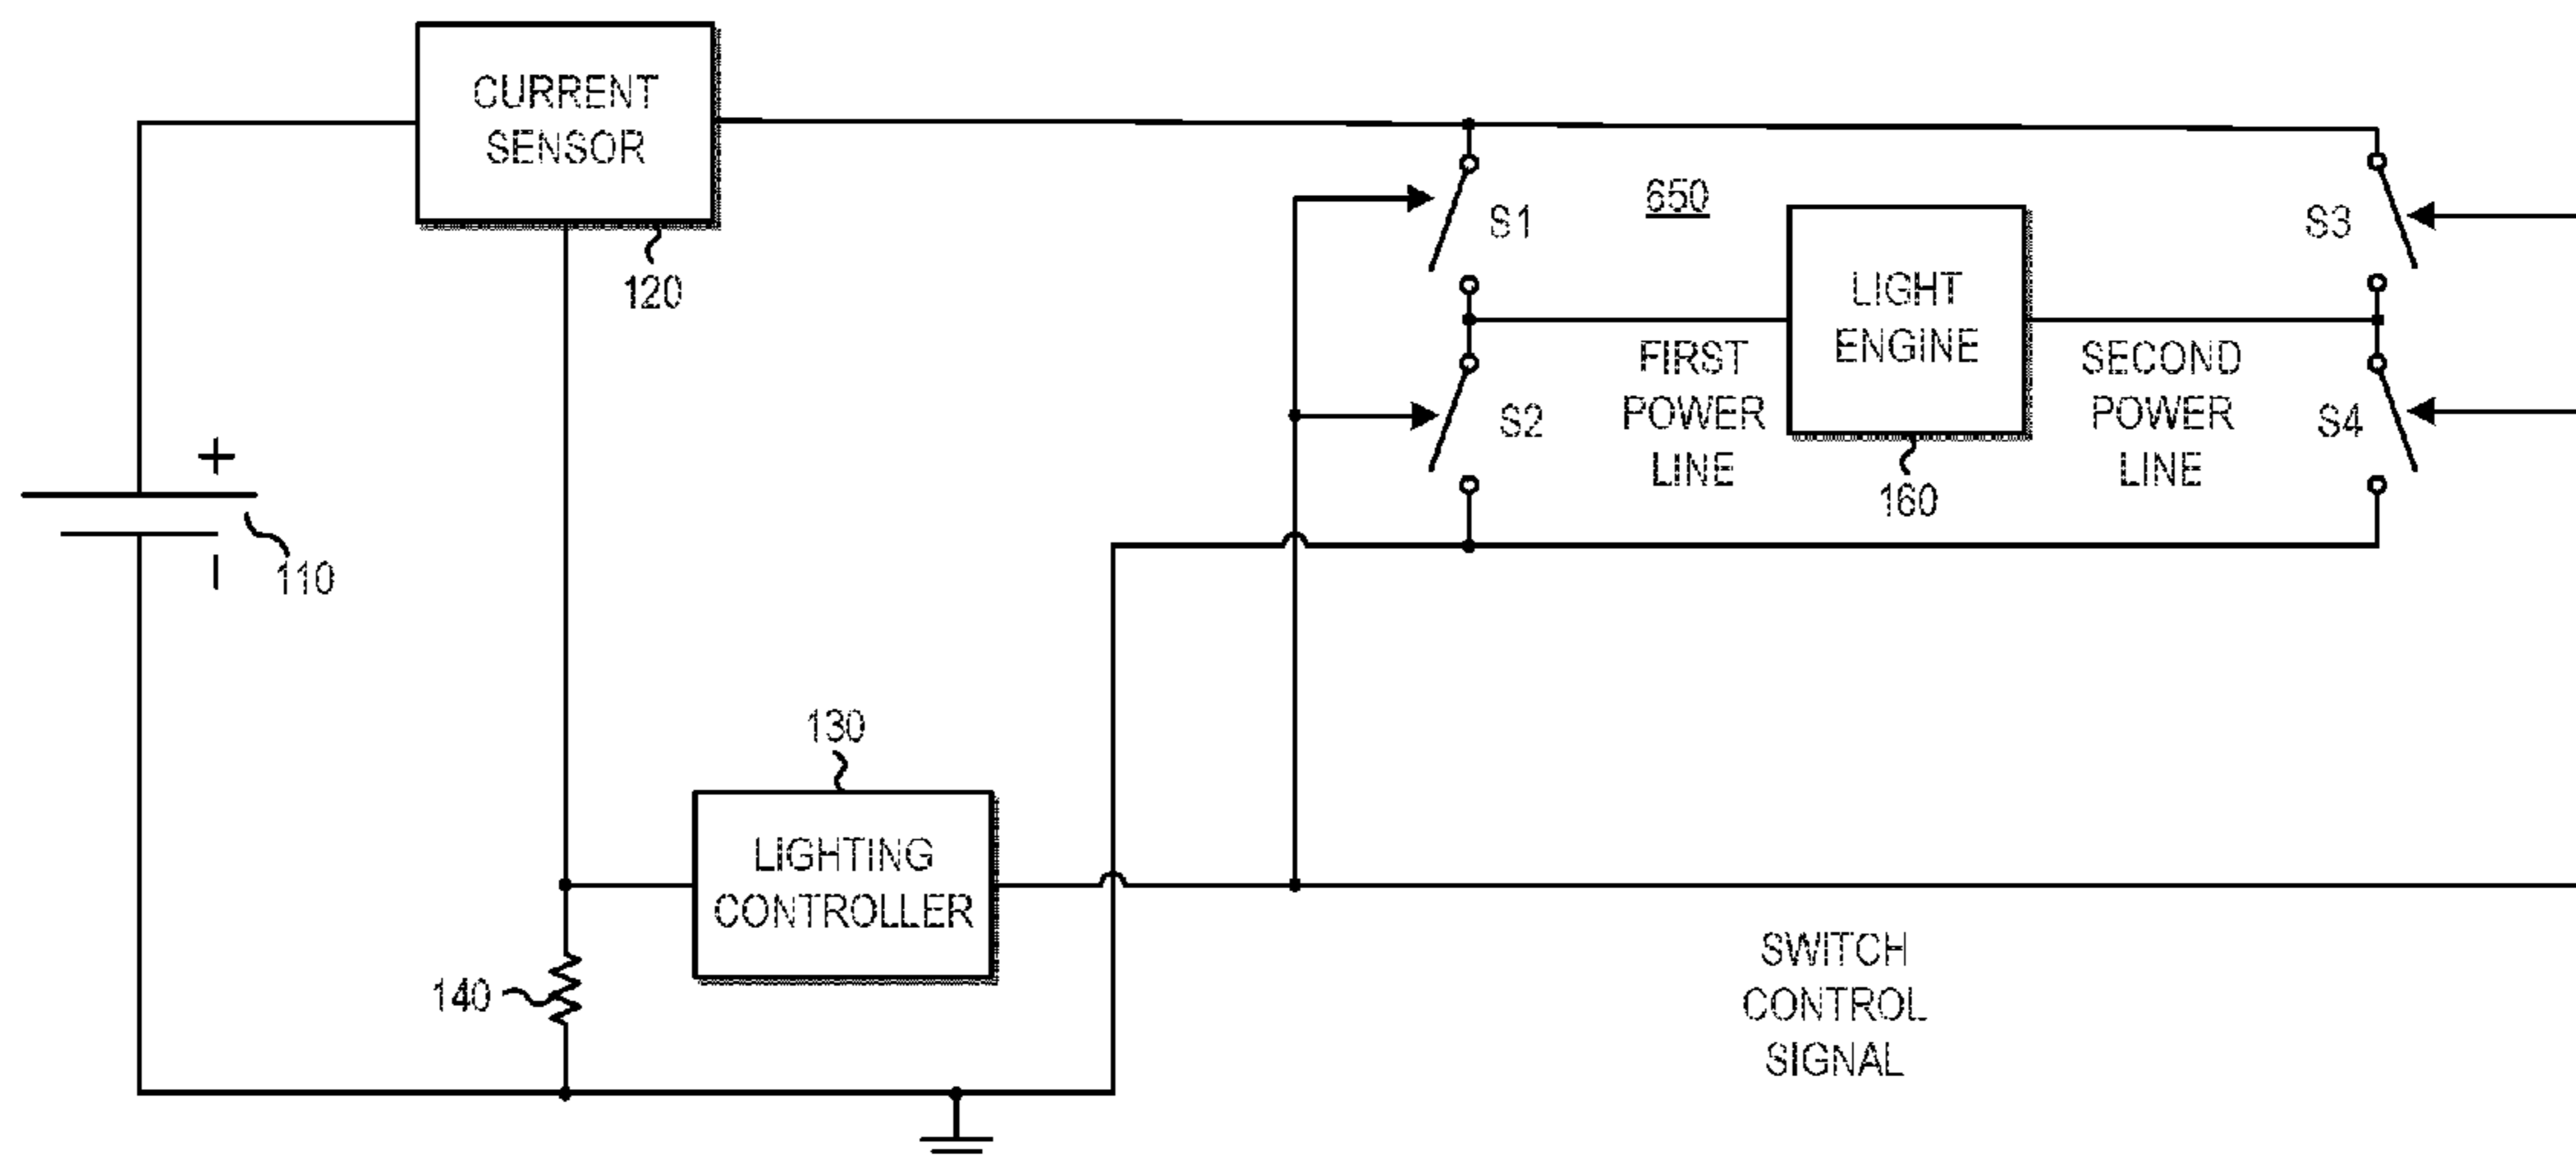 CURRENT
SENSOR
120
+
-
110
S1
650
S3
LIGHT
ENGINE
FIRST
POWER
LINE
SECOND
POWER
LINE
S2
S4
160
130
LIGHTING
CONTROLLER
140
SWITCH
CONTROL
SIGNAL